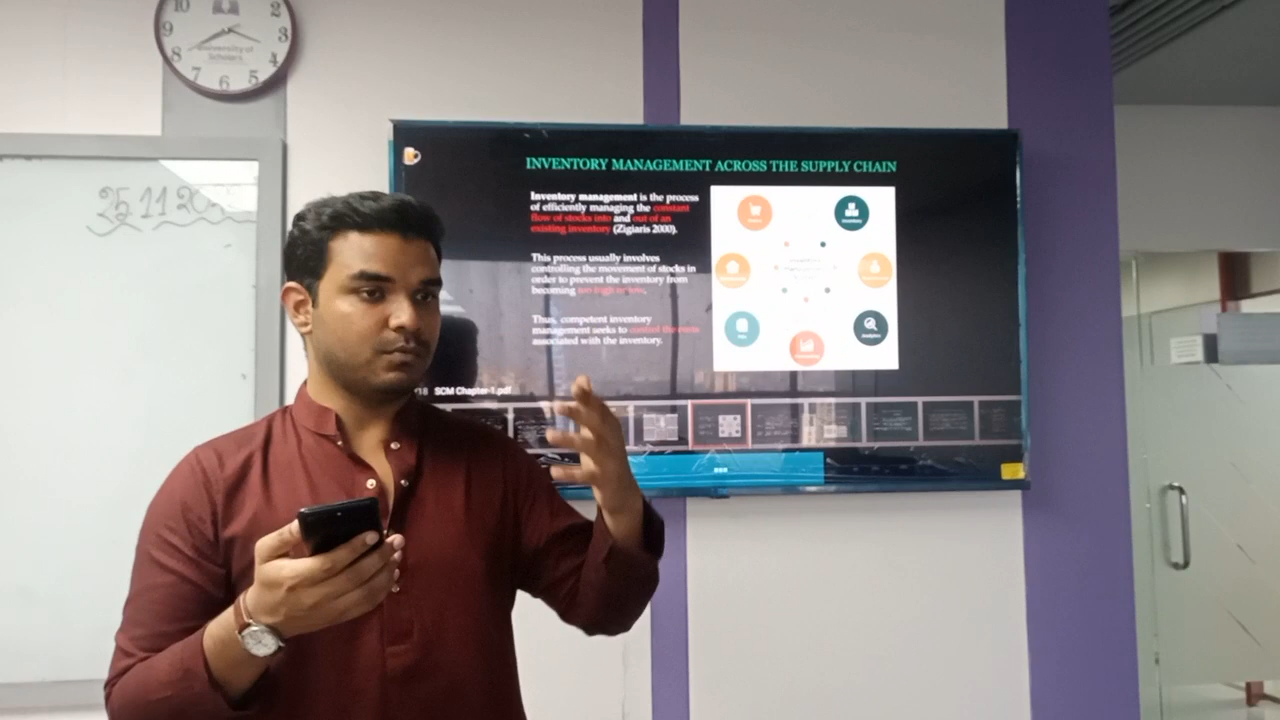 10
2
9
3
8
4
7
6
5
University of
Scholars
25 11 20
INVENTORY MANAGEMENT ACROSS THE SUPPLY CHAIN
Inventory management is the process
of efficiently managing the constant
flow of stocks into and out of an
existing inventory (Zigiaris 2000).
This process usually involves
controlling the movement of stocks in
order to prevent the inventory from
becoming too high or low.
Thus, competent inventory
management seeks to control the costs
associated with the inventory.
Inventory
Analytics
18 SCM Chapter-1.pdf